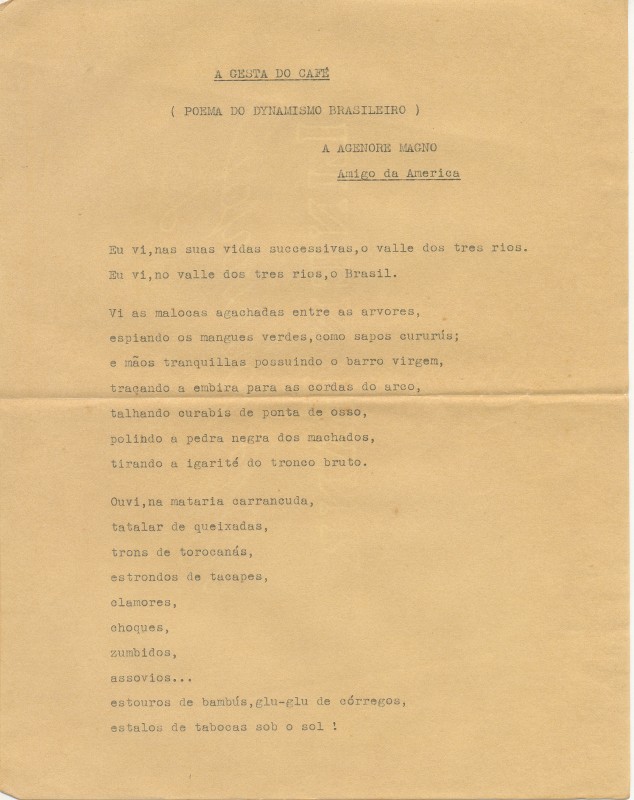 A GESTA DO CAFÉ
( POEMA DO DYNAMISMO BRASILEIRO )
A AGENORE MAGNO
Amigo da America
Eu vi,nas suas vidas successivas,o valle dos tres rios.
Eu vi,no valle dos tres rios,o Brasil.
Vi as malocas agachadas entre as arvores,
espiando os mangues verdes,como sapos cururús;
e mãos tranquillas possuindo o barro virgem,
traçando a embira para as cordas do arco,
talhando curabis de ponta de osso,
polindo a pedra negra dos machados,
tirando a igarité do tronco bruto.
Ouvi,na mataria carrancuda,
tatalar de queixadas,
trons de torocanás,
estrondos de tacapes,
clamores,
choques,
zumbidos,
assovios...
estouros de bambús,glu-glu de córregos,
estalos de tabocas sob o sol !